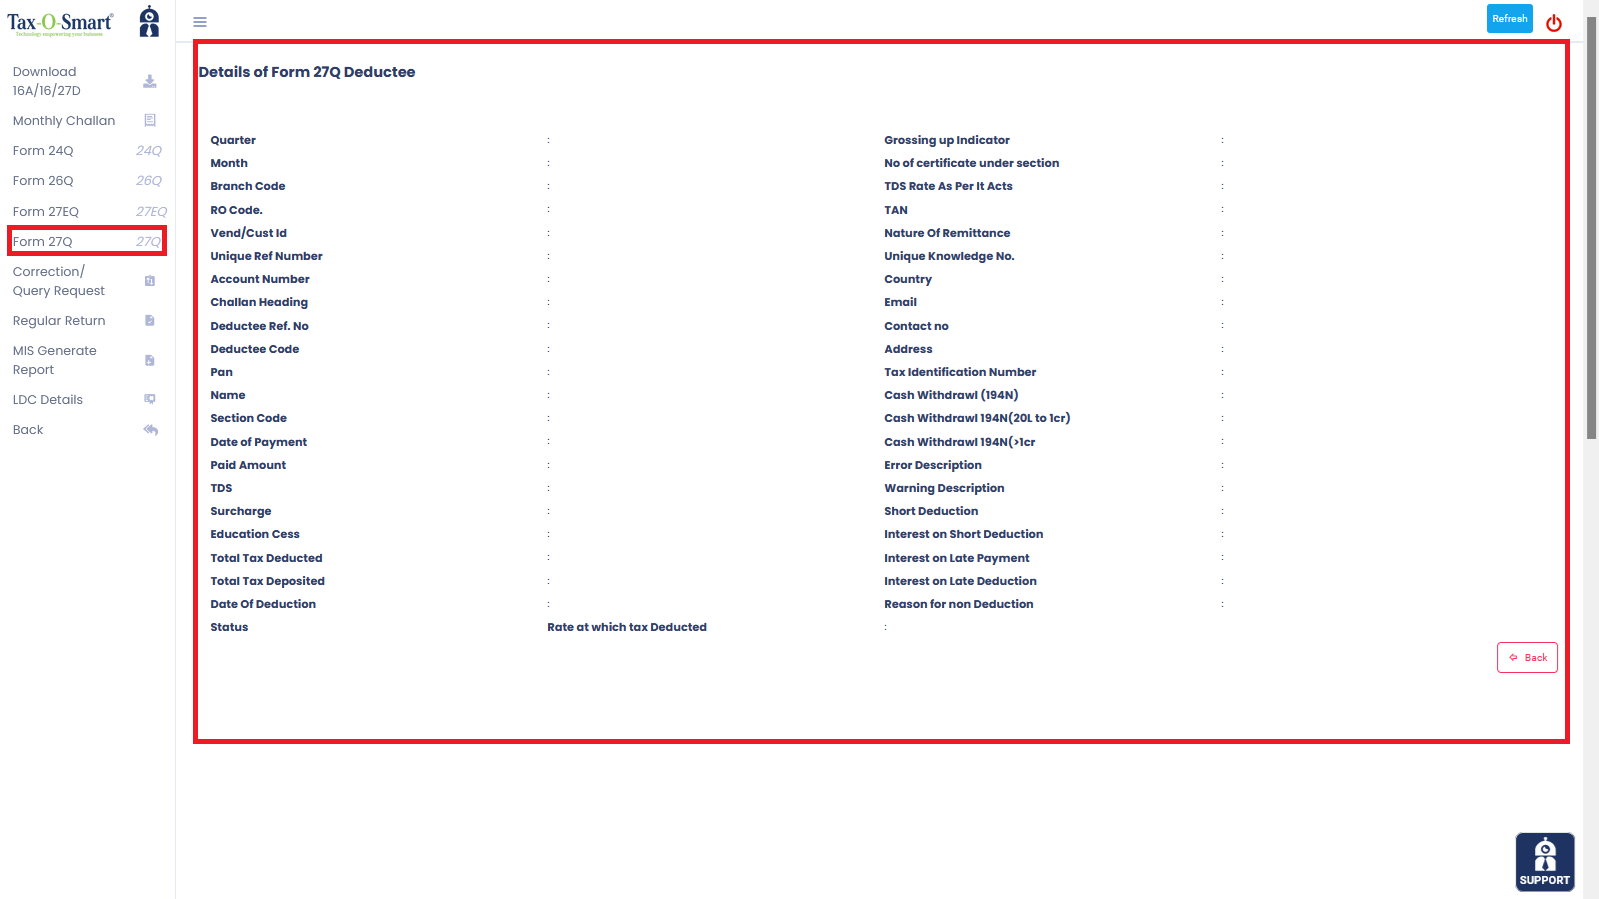 Tax-O-Smart®
Technology empowering your business
Refresh
Download
16A/16/27D
Monthly Challan
Form 24Q 24Q
Form 26Q 26Q
Form 27EQ 27EQ
Form 27Q 27Q
Correction/
Query Request
Regular Return
MIS Generate
Report
LDC Details
Back
Details of Form 27Q Deductee
Quarter : Grossing up Indicator :
Month : No of certificate under section :
Branch Code : TDS Rate As Per It Acts :
RO Code. : TAN :
Vend/Cust Id : Nature Of Remittance :
Unique Ref Number : Unique Knowledge No. :
Account Number : Country :
Challan Heading : Email :
Deductee Ref. No : Contact no :
Deductee Code : Address :
Pan : Tax Identification Number :
Name : Cash Withdrawl (194N) :
Section Code : Cash Withdrawl 194N(20L to 1cr) :
Date of Payment : Cash Withdrawl 194N(>1cr :
Paid Amount : Error Description :
TDS : Warning Description :
Surcharge : Short Deduction :
Education Cess : Interest on Short Deduction :
Total Tax Deducted : Interest on Late Payment :
Total Tax Deposited : Interest on Late Deduction :
Date Of Deduction : Reason for non Deduction :
Status Rate at which tax Deducted :
Back
SUPPORT